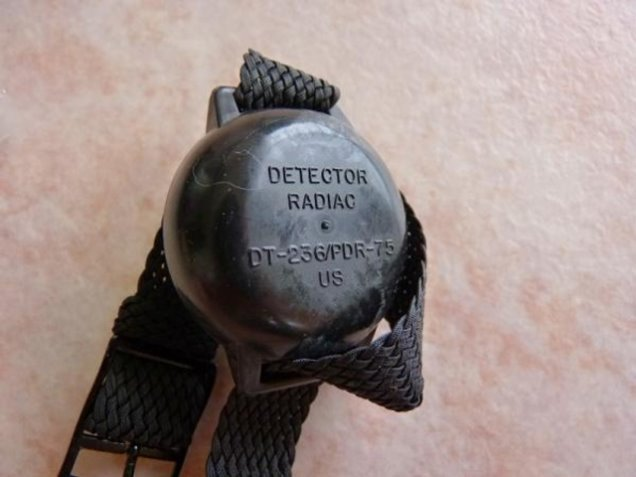 DETECTOR
RADIAC
DT-236/PDR-75
US